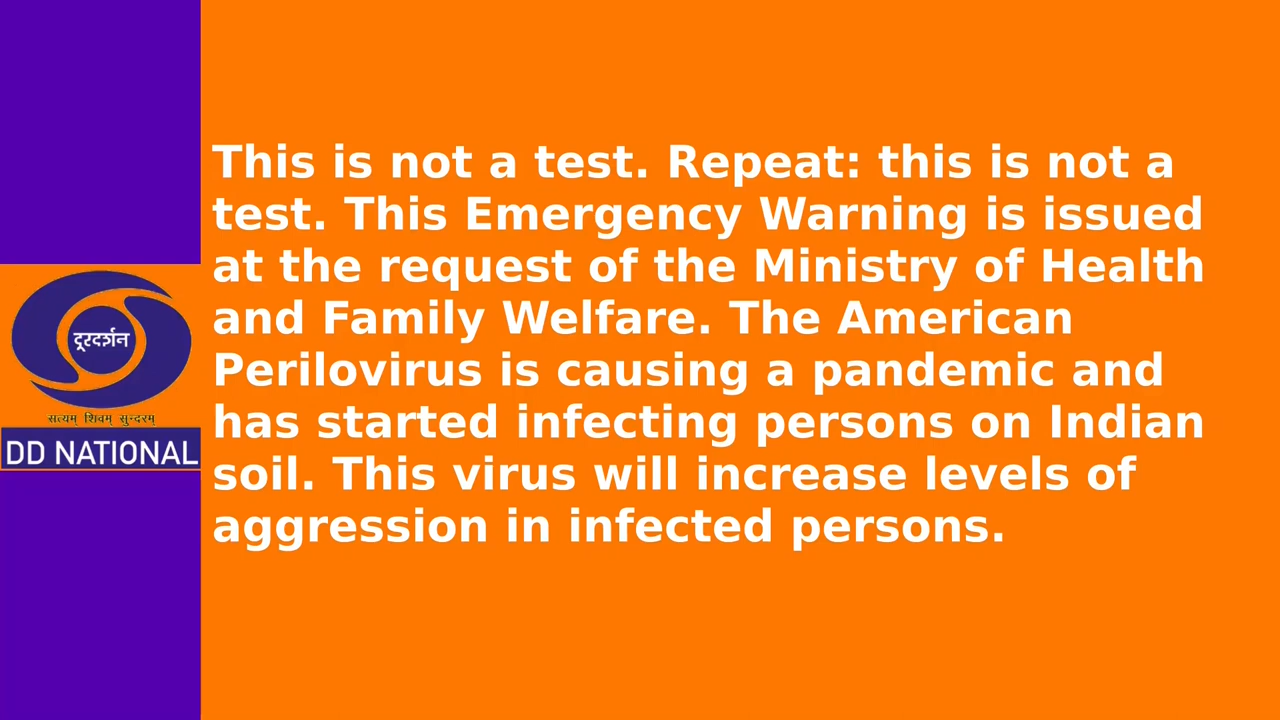 This is not a test. Repeat: this is not a
test. This Emergency Warning is issued
at the request of the Ministry of Health
and Family Welfare. The American
Perilovirus is causing a pandemic and
has started infecting persons on Indian
soil. This virus will increase levels of
aggression in infected persons.
दूरदर्शन
सत्यम् शिवम् सुन्दरम्
DD NATIONAL